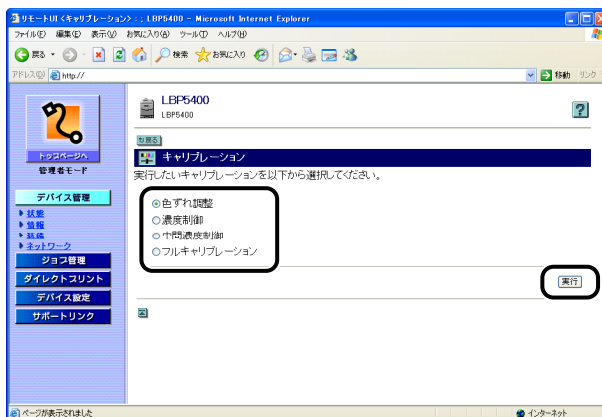 リモートUI <キャリブレーション> : ; LBP5400 - Microsoft Internet Explorer
ファイル(F) 編集(E) 表示(V) お気に入り(A) ツール(T) ヘルプ(H)
戻る 検索 お気に入り
アドレス(D) http:// 移動 リンク
LBP5400
LBP5400
トップページへ
管理者モード
もどる
キャリブレーション
実行したいキャリブレーションを以下から選択してください。
デバイス管理
状態
情報
ネットワーク
ジョブ管理
ダイレクトプリント
デバイス設定
サポートリンク
色ずれ調整
濃度制御
中間濃度制御
フルキャリブレーション
実行
ページが表示されました
インターネット